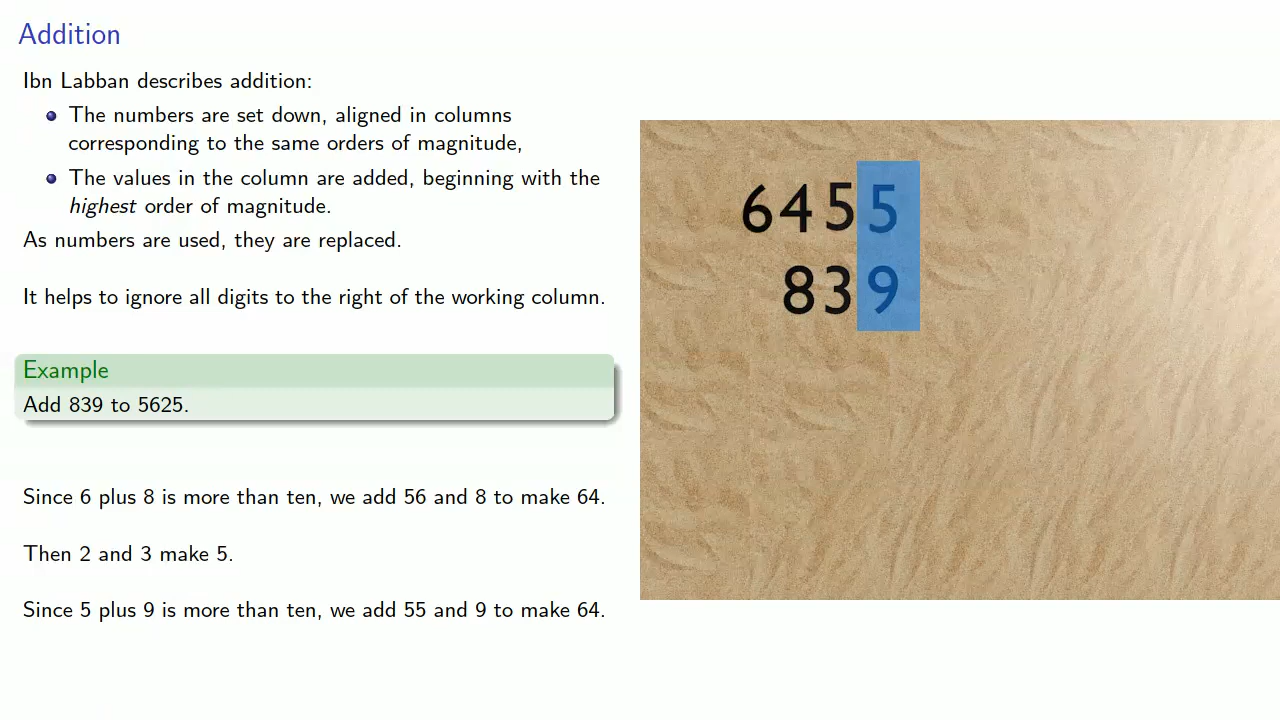 Addition
Ibn Labban describes addition:
The numbers are set down, aligned in columns
corresponding to the same orders of magnitude,
The values in the column are added, beginning with the
highest order of magnitude.
As numbers are used, they are replaced.
It helps to ignore all digits to the right of the working column.
Example
Add 839 to 5625.
Since 6 plus 8 is more than ten, we add 56 and 8 to make 64.
Then 2 and 3 make 5.
Since 5 plus 9 is more than ten, we add 55 and 9 to make 64.
6455
839